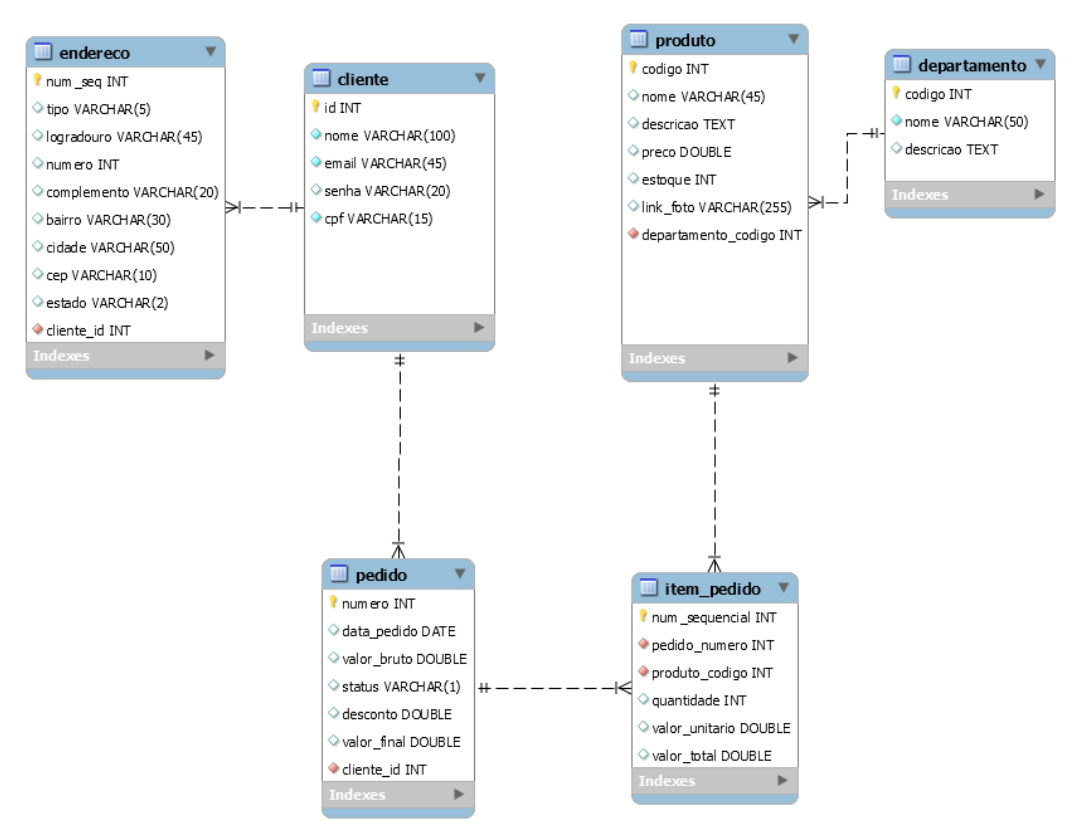 endereco
num_seq INT
tipo VARCHAR(5)
logradouro VARCHAR(45)
numero INT
complemento VARCHAR(20)
bairro VARCHAR(30)
cidade VARCHAR(50)
cep VARCHAR(10)
estado VARCHAR(2)
cliente_id INT
Indexes
cliente
id INT
nome VARCHAR(100)
email VARCHAR(45)
senha VARCHAR(20)
cpf VARCHAR(15)
Indexes
produto
codigo INT
nome VARCHAR(45)
descricao TEXT
preco DOUBLE
estoque INT
link_foto VARCHAR(255)
departamento_codigo INT
Indexes
departamento
codigo INT
nome VARCHAR(50)
descricao TEXT
Indexes
pedido
numero INT
data_pedido DATE
valor_bruto DOUBLE
status VARCHAR(1)
desconto DOUBLE
valor_final DOUBLE
cliente_id INT
Indexes
item_pedido
num_sequencial INT
pedido_numero INT
produto_codigo INT
quantidade INT
valor_unitario DOUBLE
valor_total DOUBLE
Indexes